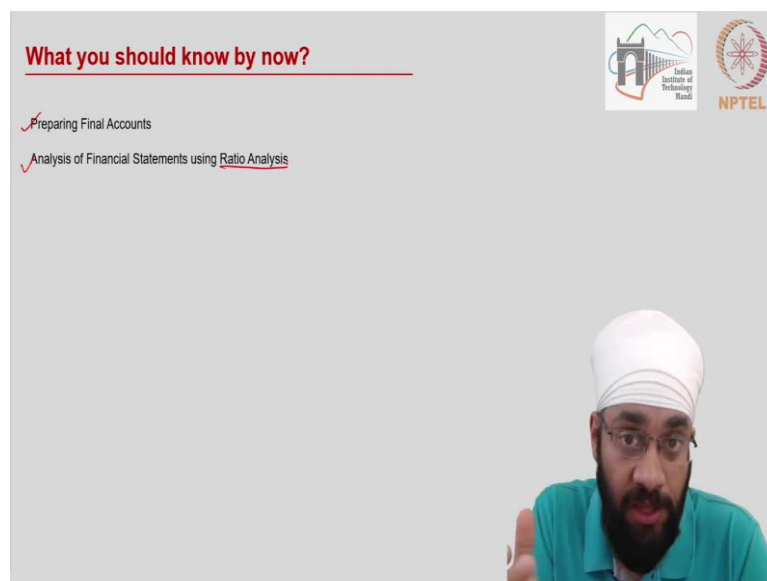 What you should know by now?
Preparing Final Accounts
Analysis of Financial Statements using Ratio Analysis
Indian
Institute of
Technology
Mandi
NPTEL